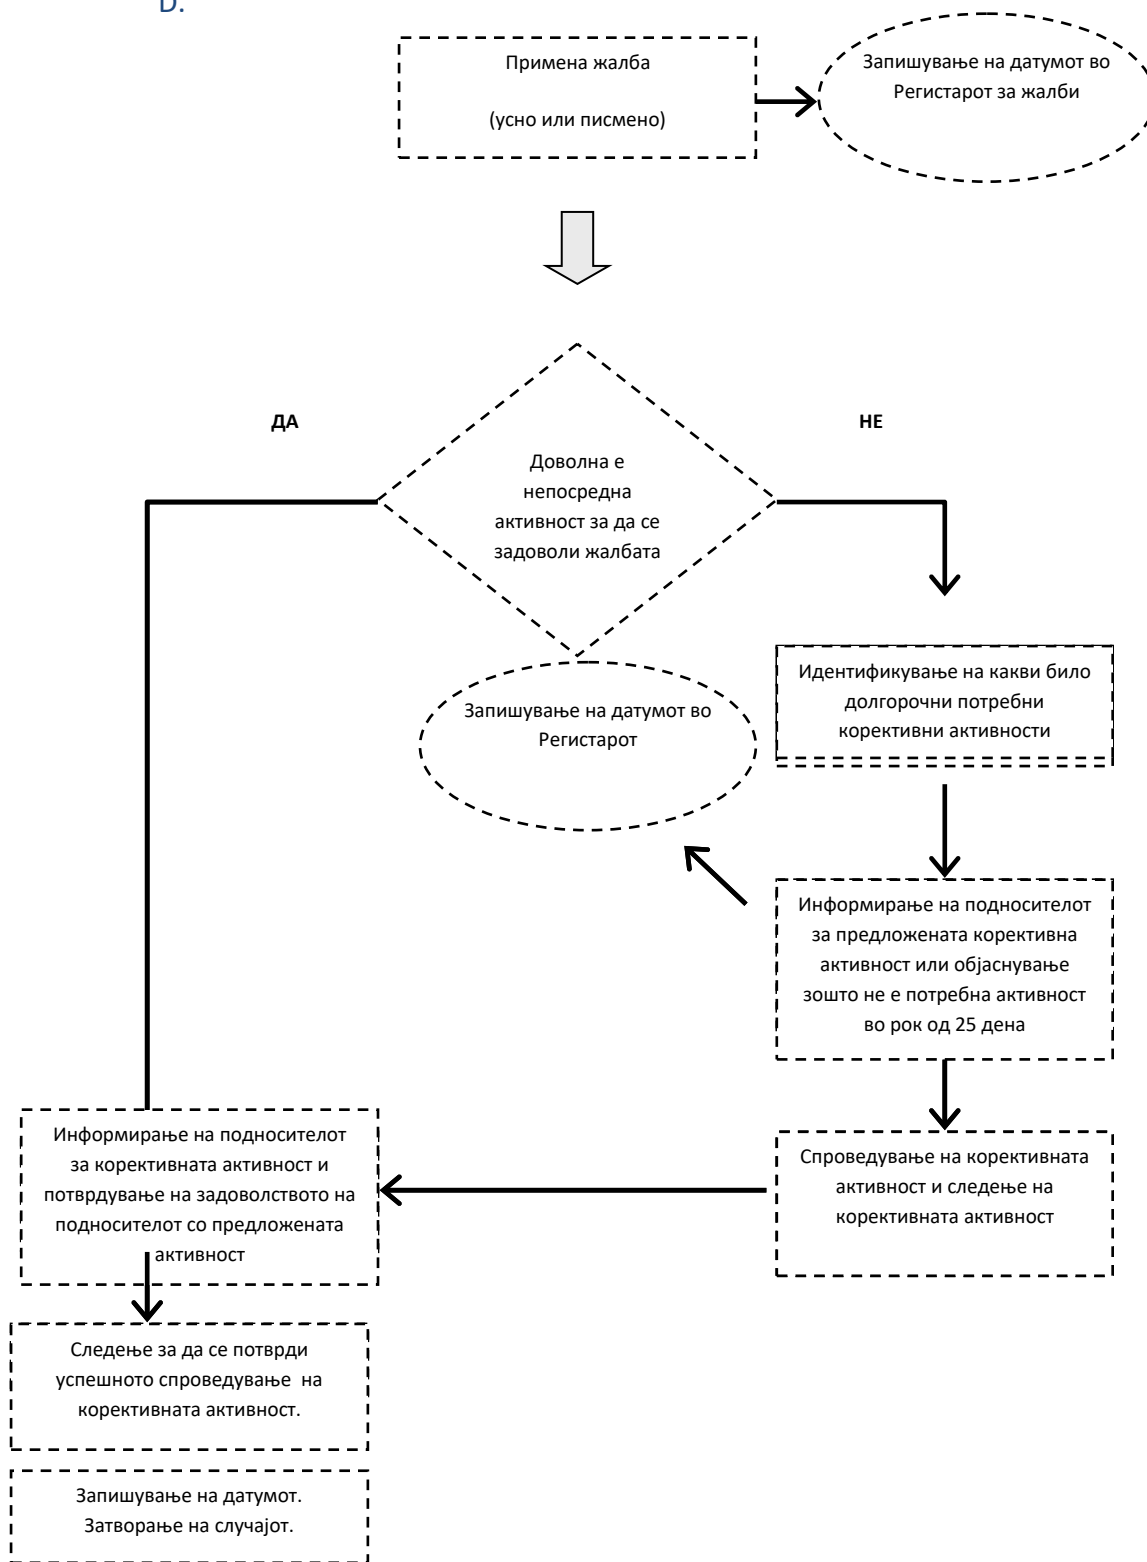 D.
Примена жалба
(усно или писмено)
Запишување на датумот во
Регистарот за жалби
ДА
НЕ
Доволна е
непосредна
активност за да се
задоволи жалбата
Запишување на датумот во
Регистарот
Идентификување на какви било
долгорочни потребни
корективни активности
Информирање на подносителот
за предложената корективна
активност или објаснување
зошто не е потребна активност
во рок од 25 дена
Информирање на подносителот
за корективната активност и
потврдување на задоволството на
подносителот со предложената
активност
Спроведување на корективната
активност и следење на
корективната активност
Следење за да се потврди
успешното спроведување на
корективната активност.
Запишување на датумот.
Затворање на случајот.